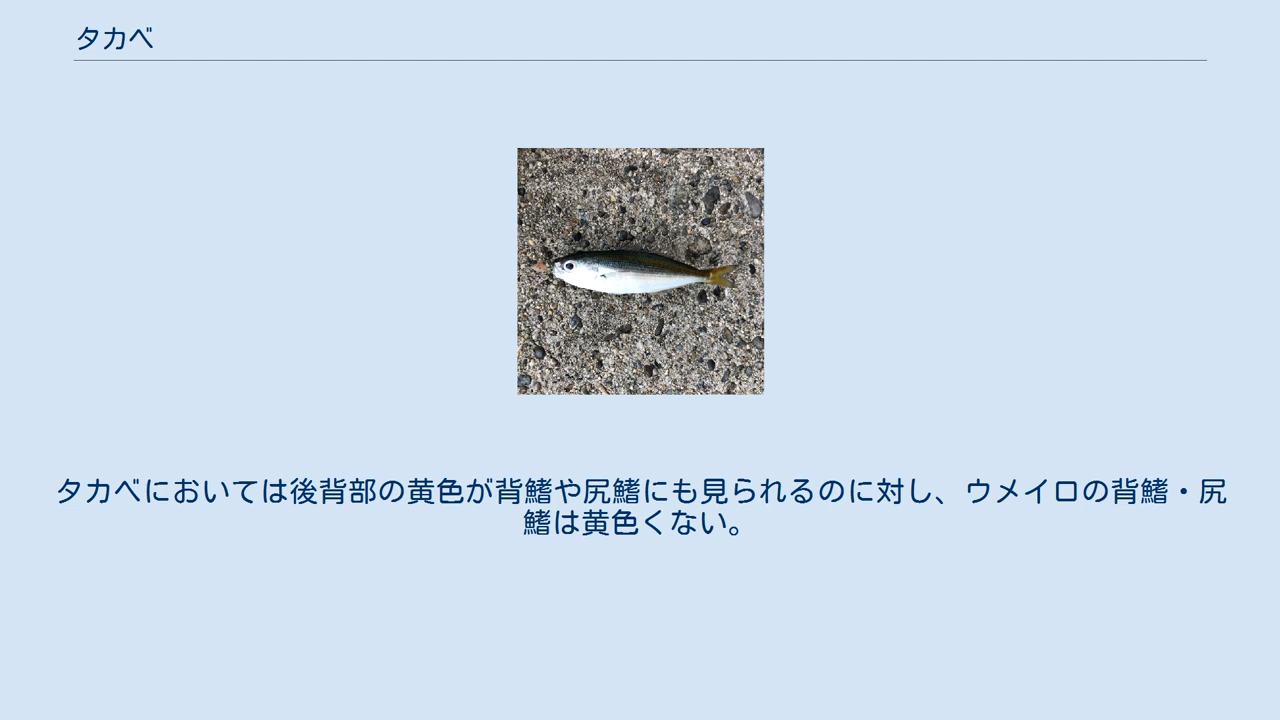 タカベ
タカベにおいては後背部の黄色が背鰭や尻鰭にも見られるのに対し、ウメイロの背鰭・尻
鰭は黄色くない。